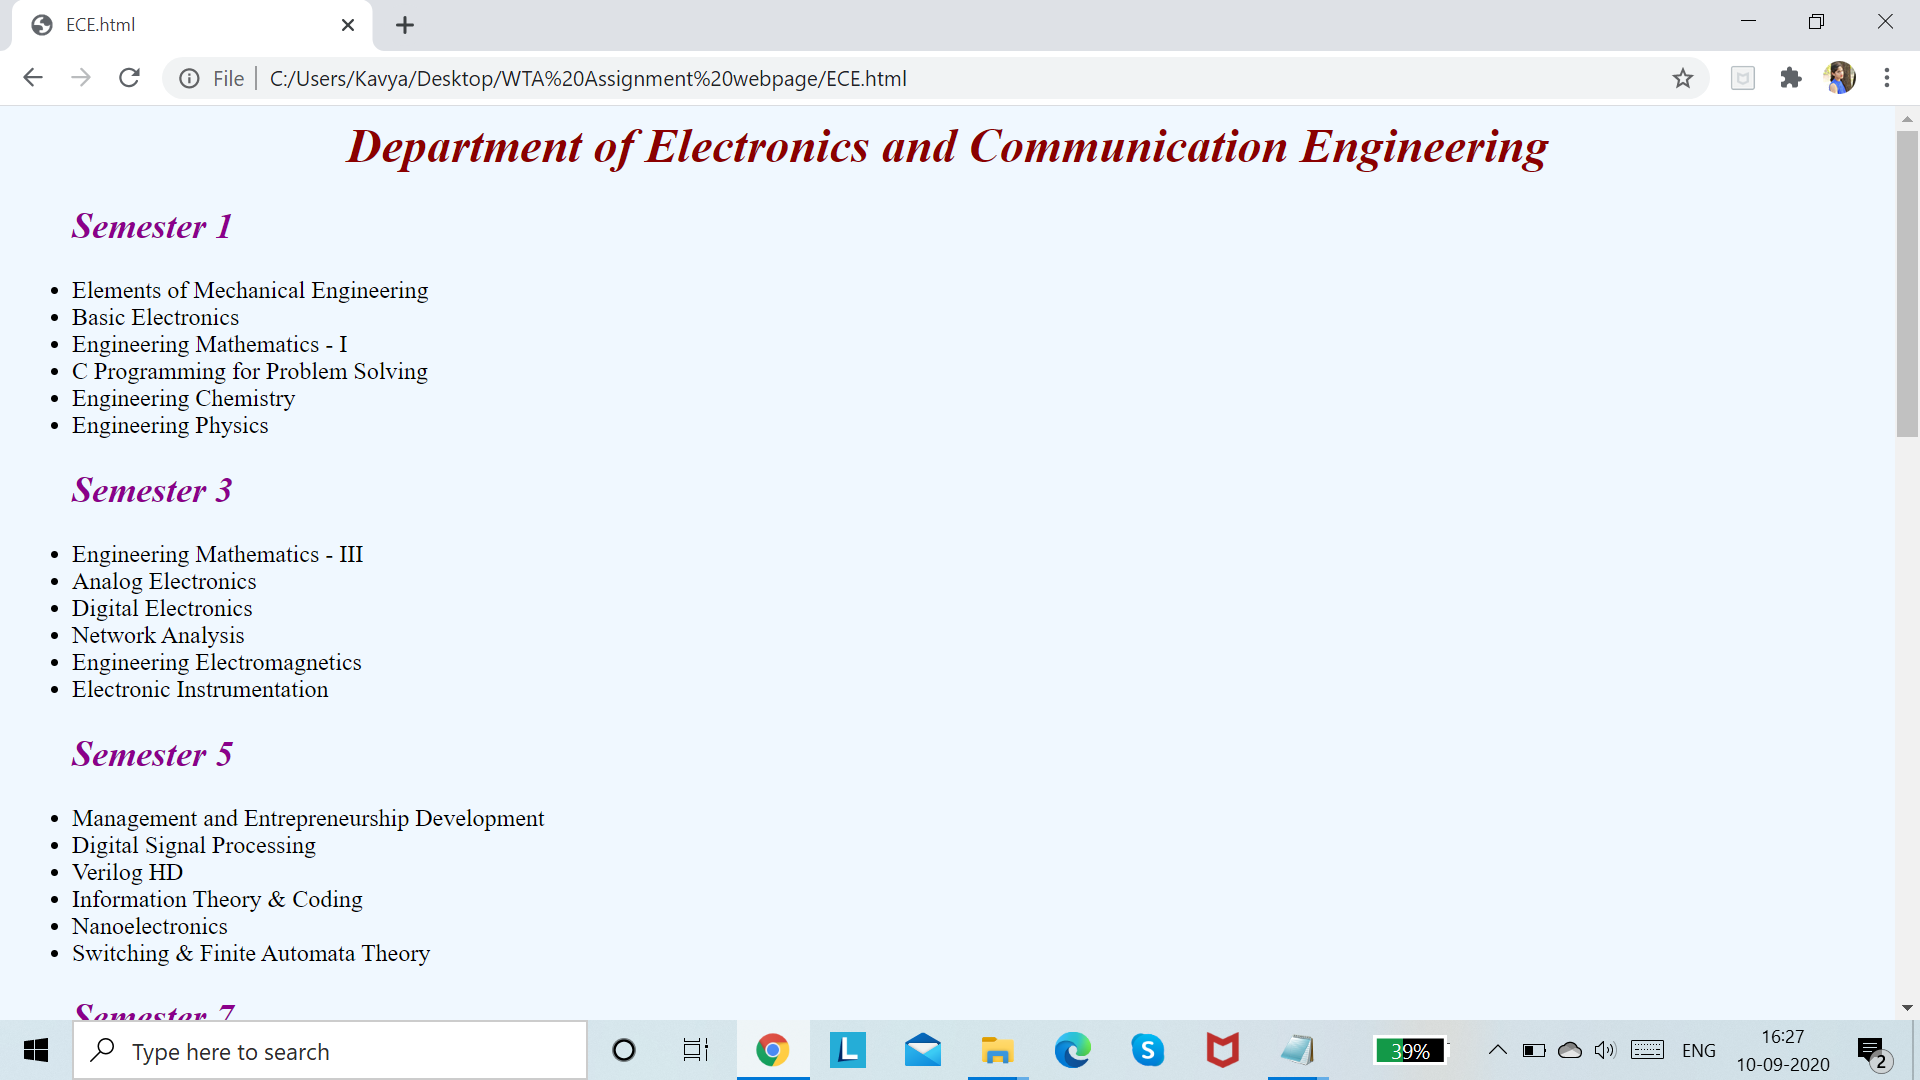 ECE.html
File
C:/Users/Kavya/Desktop/WTA%20Assignment%20webpage/ECE.html
Department of Electronics and Communication Engineering
Semester 1
Elements of Mechanical Engineering
Basic Electronics
Engineering Mathematics - I
C Programming for Problem Solving
Engineering Chemistry
Engineering Physics
Semester 3
Engineering Mathematics - III
Analog Electronics
Digital Electronics
Network Analysis
Engineering Electromagnetics
Electronic Instrumentation
Semester 5
Management and Entrepreneurship Development
Digital Signal Processing
Verilog HD
Information Theory & Coding
Nanoelectronics
Switching & Finite Automata Theory
Semester 7
Type here to search
L
S
39%
ENG
16:27
10-09-2020
2